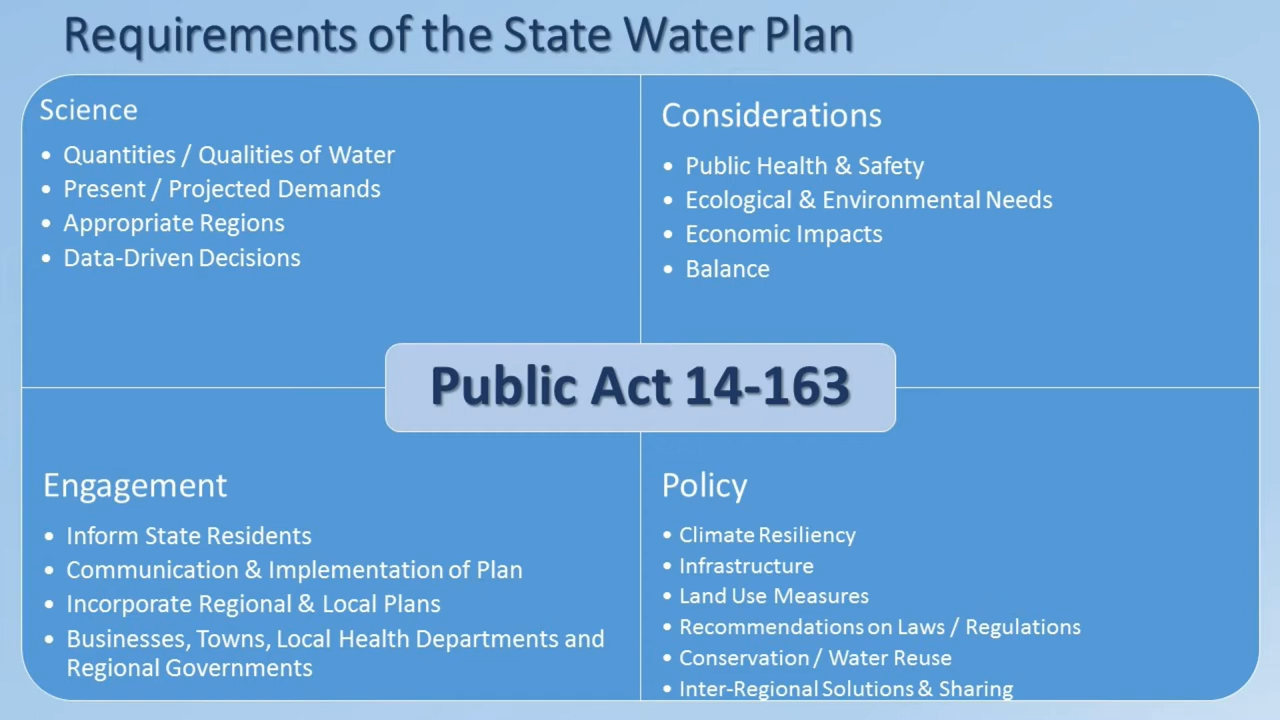 Requirements of the State Water Plan
Science
• Quantities / Qualities of Water
• Present / Projected Demands
• Appropriate Regions
• Data-Driven Decisions
Considerations
• Public Health & Safety
• Ecological & Environmental Needs
• Economic Impacts
• Balance
Public Act 14-163
Engagement
• Inform State Residents
• Communication & Implementation of Plan
• Incorporate Regional & Local Plans
• Businesses, Towns, Local Health Departments and
Regional Governments
Policy
• Climate Resiliency
• Infrastructure
• Land Use Measures
• Recommendations on Laws / Regulations
• Conservation / Water Reuse
• Inter-Regional Solutions & Sharing